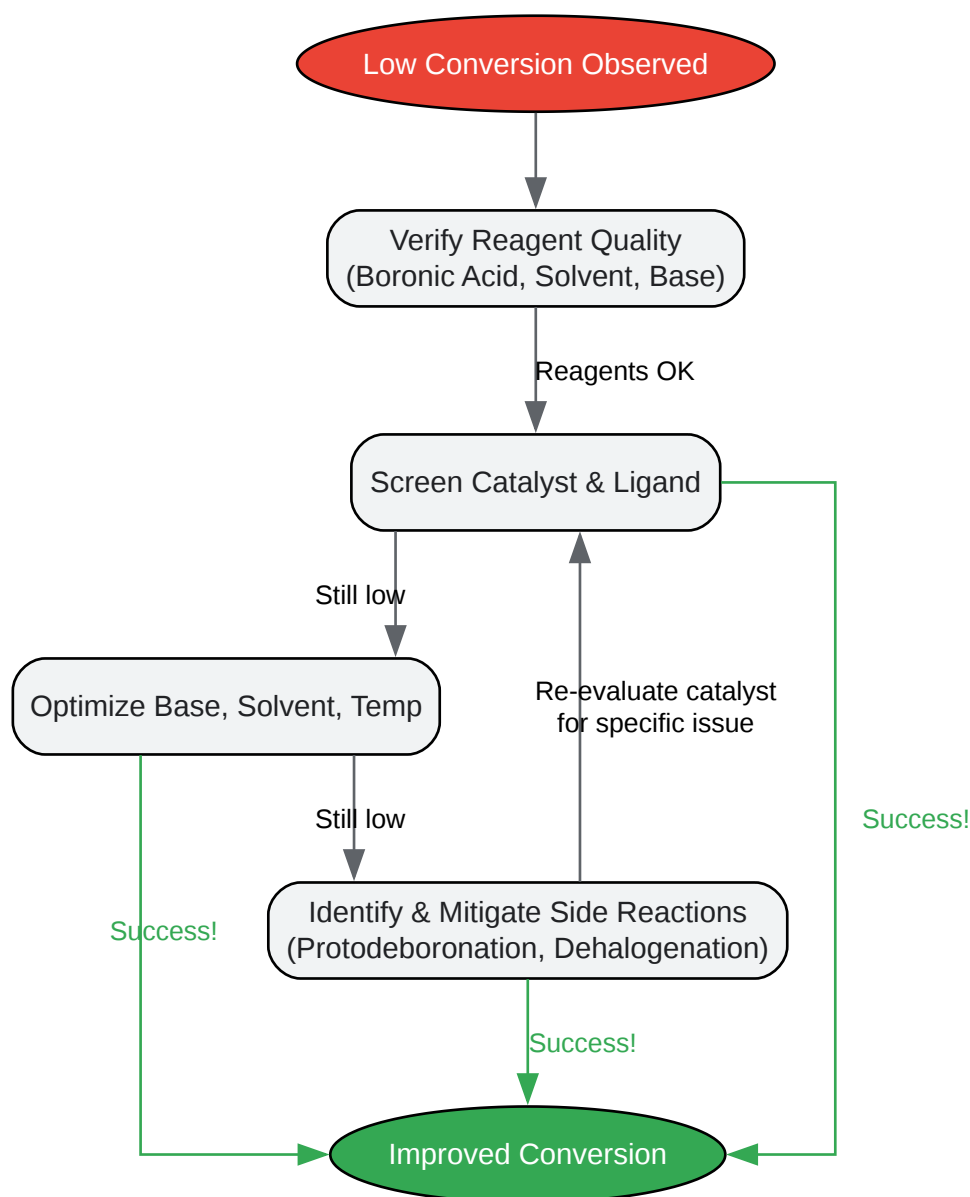 Low Conversion Observed
Verify Reagent Quality
(Boronic Acid, Solvent, Base)
Reagents OK
Screen Catalyst & Ligand
Still low
Optimize Base, Solvent, Temp
Re-evaluate catalyst
for specific issue
Still low
Success!
Identify & Mitigate Side Reactions
(Protodeboronation, Dehalogenation)
Success!
Success!
Improved Conversion